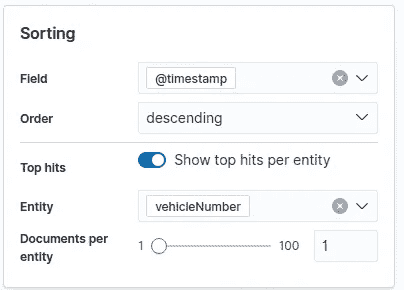 Sorting
Field @timestamp
Order descending
Top hits Show top hits per entity
Entity vehicleNumber
Documents per
entity 1 100 1